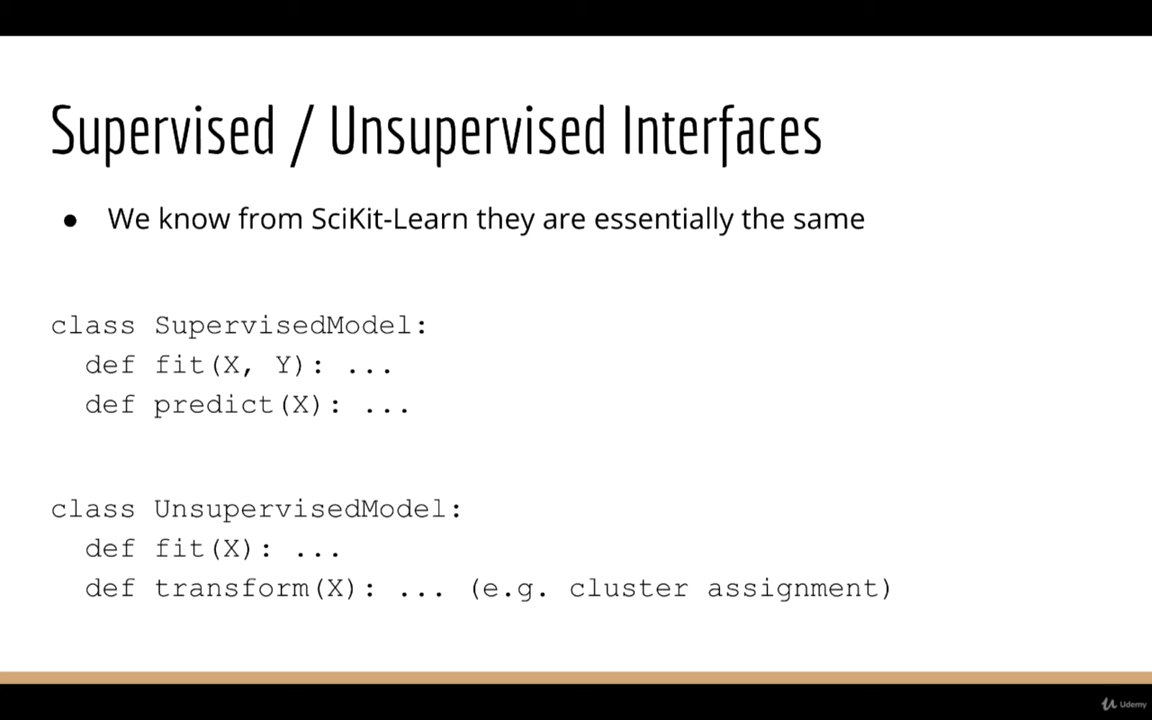 Supervised / Unsupervised Interfaces
● We know from SciKit-Learn they are essentially the same
class SupervisedModel:
def fit(X, Y): ...
def predict(X): ...
class UnsupervisedModel:
def fit(X): ...
def transform(X): ... (e.g. cluster assignment)
Udemy